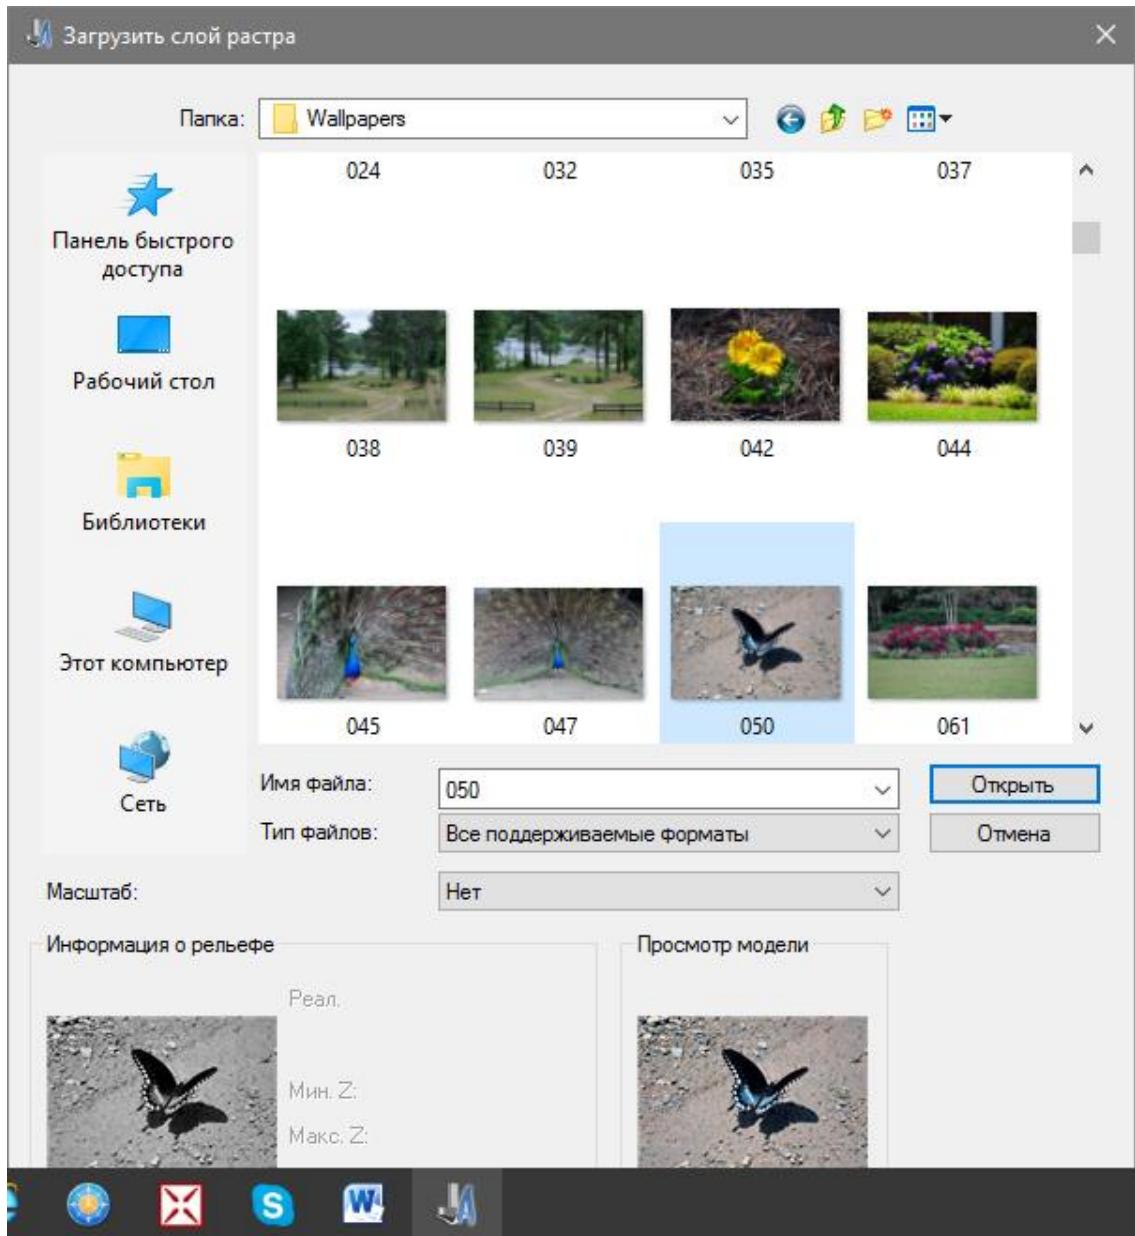 Загрузить слой растра
Папка: Wallpapers
024 032 035 037
Панель быстрого
доступа
Рабочий стол
038 039 042 044
Библиотеки
Этот компьютер
045 047 050 061
Сеть
Имя файла: 050 Открыть
Тип файлов: Все поддерживаемые форматы Отмена
Масштаб: Нет
Информация о рельефе Просмотр модели
Реал.
Мин. Z:
Макс. Z:
S W